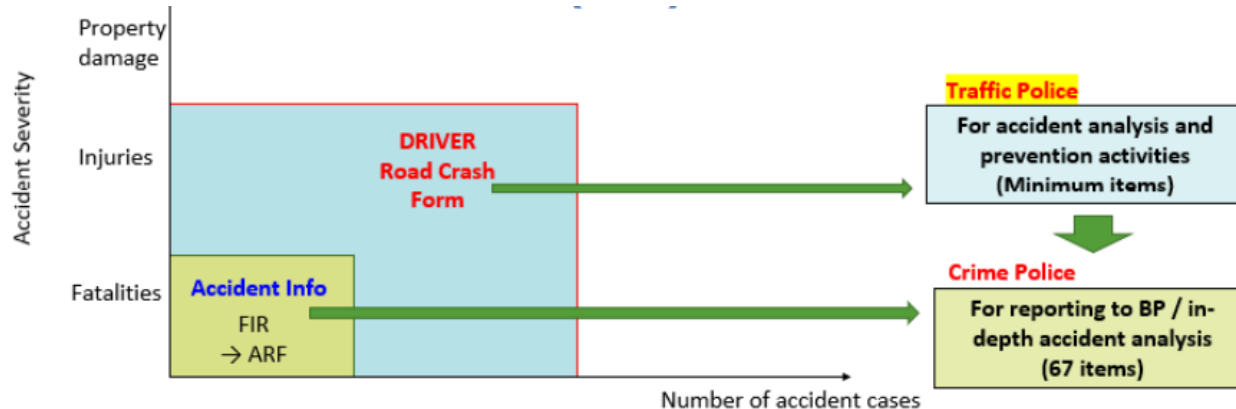 Property
damage
Accident Severity
Injuries
Fatalities
DRIVER
Road Crash
Form
Accident Info
FIR
→ ARF
Number of accident cases
Traffic Police
For accident analysis and
prevention activities
(Minimum items)
Crime Police
For reporting to BP / in-
depth accident analysis
(67 items)